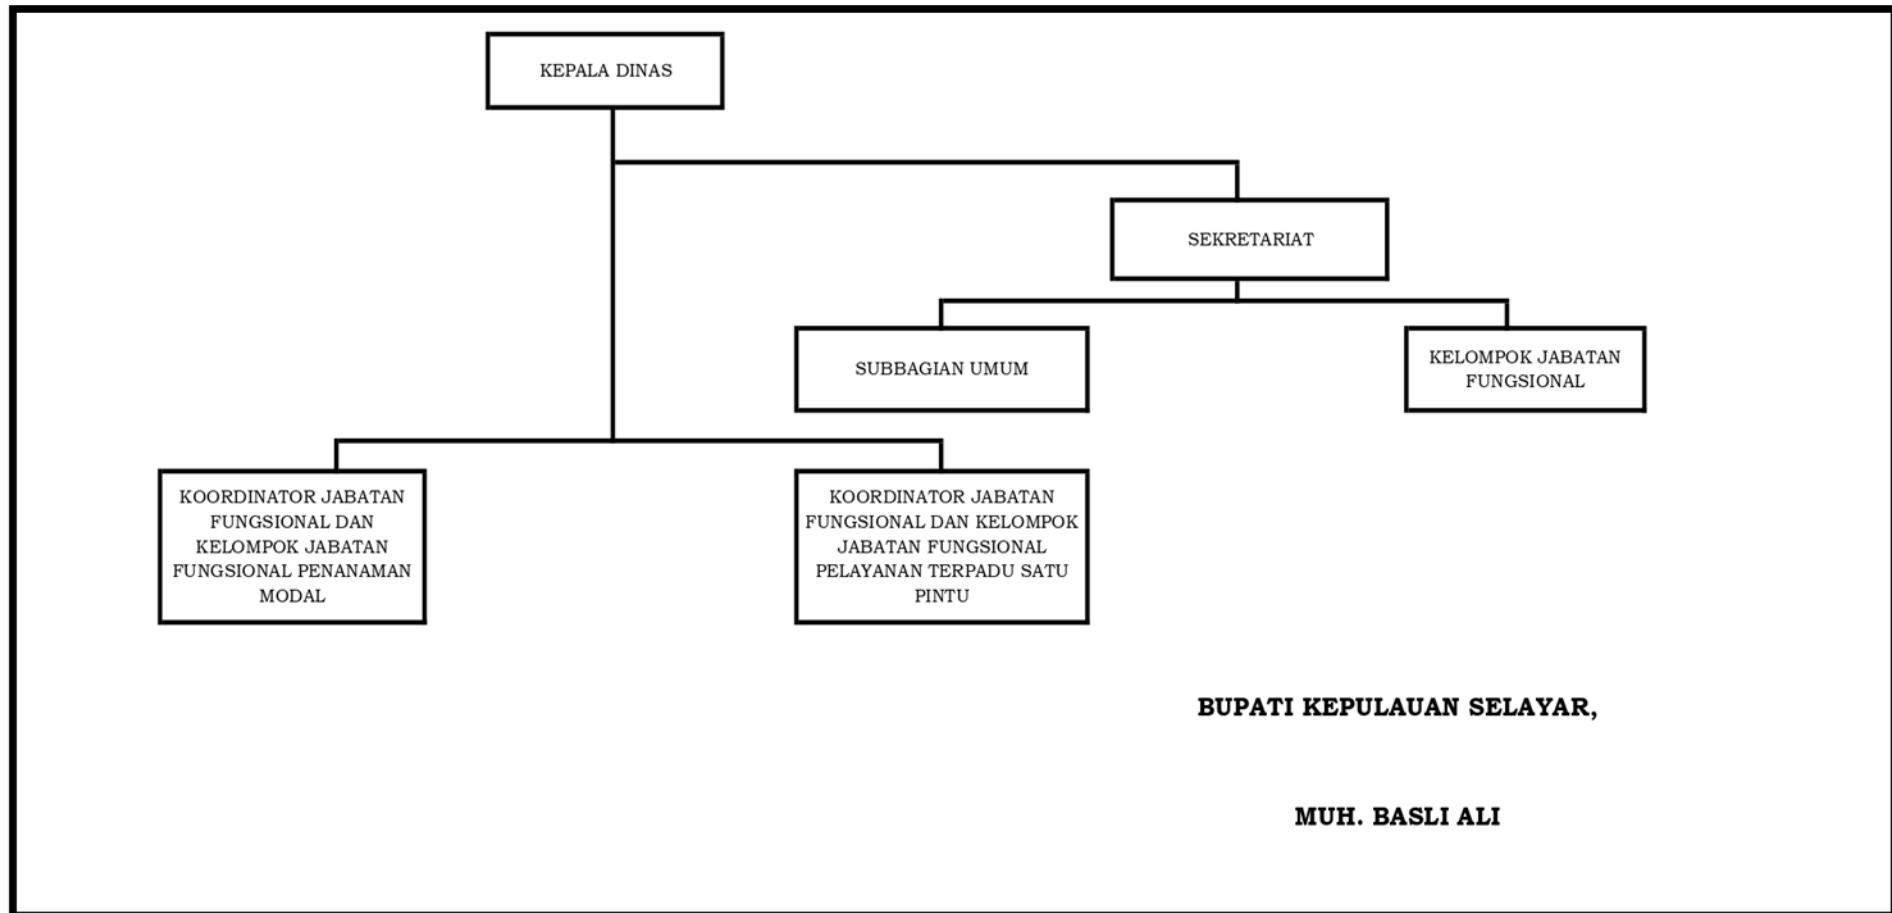 KEPALA DINAS
SEKRETARIAT
SUBBAGIAN UMUM
KELOMPOK JABATAN
FUNGSIONAL
KOORDINATOR JABATAN
FUNGSIONAL DAN
KELOMPOK JABATAN
FUNGSIONAL PENANAMAN
MODAL
KOORDINATOR JABATAN
FUNGSIONAL DAN KELOMPOK
JABATAN FUNGSIONAL
PELAYANAN TERPADU SATU
PINTU
BUPATI KEPULAUAN SELAYAR,
MUH. BASLI ALI